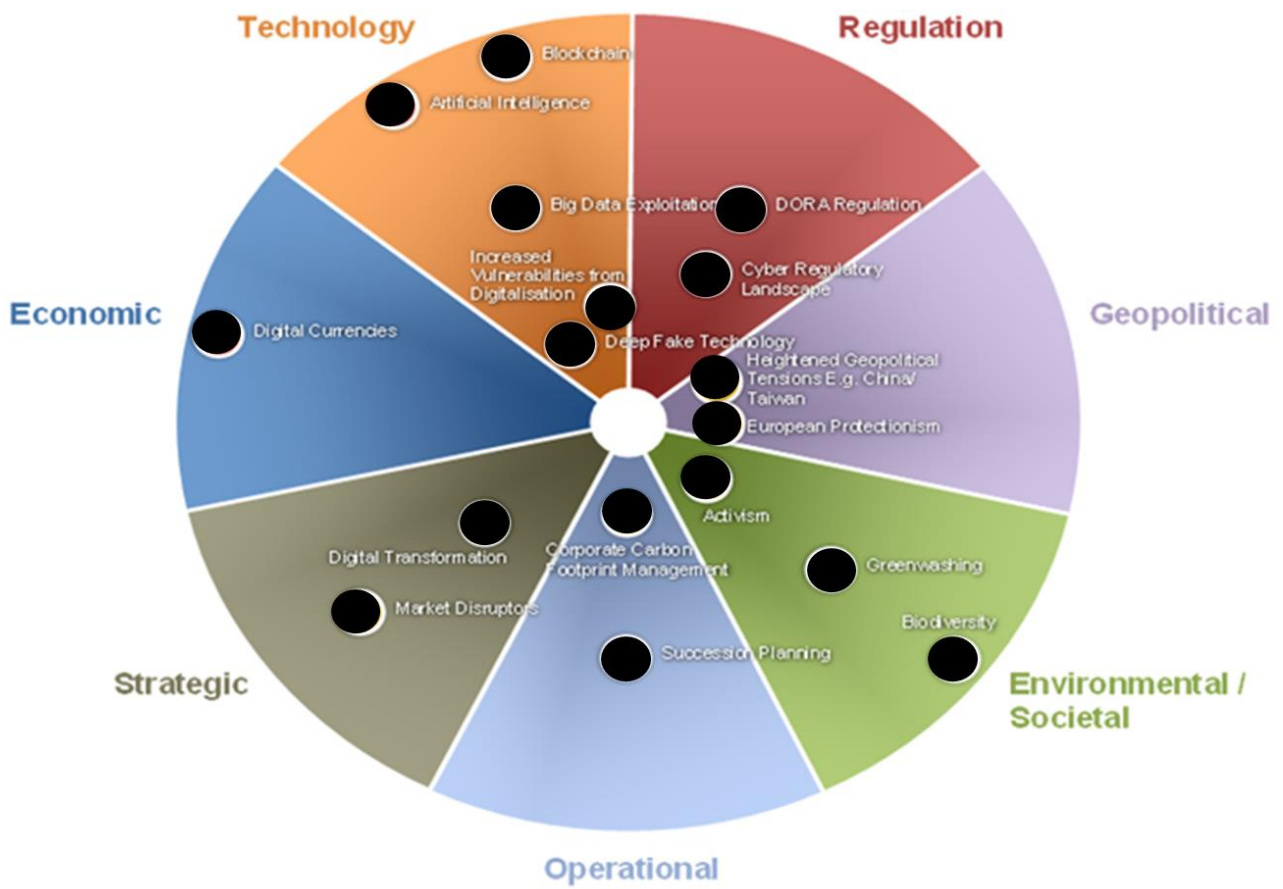 Technology
Regulation
Blockchain
Artificial Intelligence
Big Data Exploitation
DORA Regulation
Increased
Vulnerabilities from
Digitalisation
Cyber Regulatory
Landscape
Economic
Geopolitical
Digital Currencies
Deep Fake Technology
Heightened Geopolitical
Tensions E.g. China/
Taiwan
European Protectionism
Activism
Digital Transformation
Corporate Carbon
Footprint Management
Greenwashing
Market Disruptors
Biodiversity
Succession Planning
Strategic
Environmental /
Societal
Operational